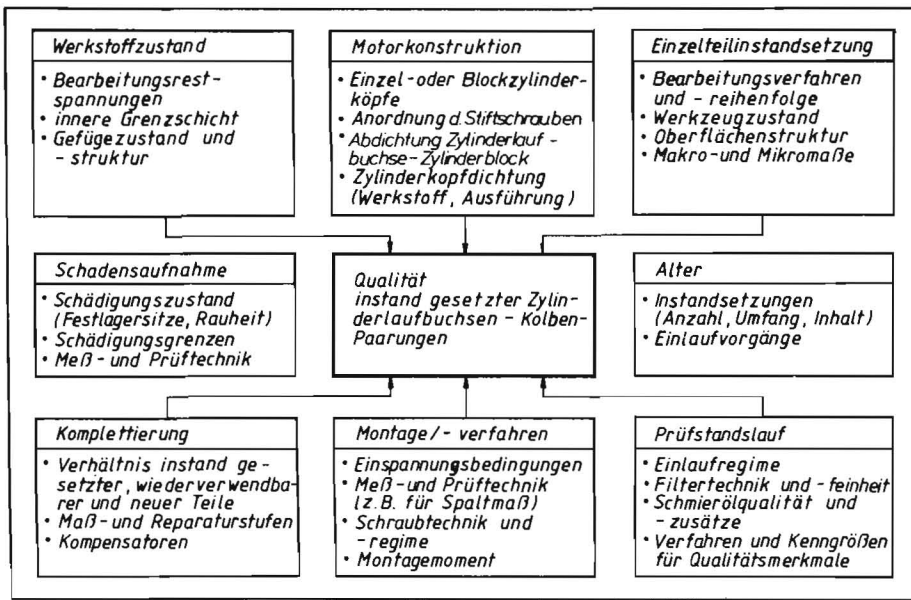 Werkstoffzustand
• Bearbeitungsrest-
spannungen
• innere Grenzschicht
• Gefügezustand und
- struktur
Motorkonstruktion
• Einzel- oder Blockzylinder-
köpfe
• Anordnung d. Stiftschrauben
• Abdichtung Zylinderlauf -
buchse - Zylinderblock
• Zylinderkopfdichtung
(Werkstoff, Ausführung)
Einzelteilinstandsetzung
• Bearbeitungsverfahren
und - reihenfolge
• Werkzeugzustand
• Oberflächenstruktur
• Makro- und Mikromaße
Schadensaufnahme
• Schädigungszustand
(Festlagersitze, Rauheit)
• Schädigungsgrenzen
• Meß- und Prüftechnik
Qualität
instand gesetzter Zylin-
derlaufbuchsen - Kolben-
Paarungen
Alter
• Instandsetzungen
(Anzahl, Umfang, Inhalt)
• Einlaufvorgänge
Komplettierung
• Verhältnis instand ge-
setzter, wiederverwendba-
rer und neuer Teile
• Maß- und Reparaturstufen
• Kompensatoren
Montage/- verfahren
• Einspannungsbedingungen
• Meß- und Prüftechnik
(z.B. für Spaltmaß)
• Schraubtechnik und
- regime
• Montagemoment
Prüfstandslauf
• Einlaufregime
• Filtertechnik und - feinheit
• Schmierölqualität und
- zusätze
• Verfahren und Kenngrößen
für Qualitätsmerkmale